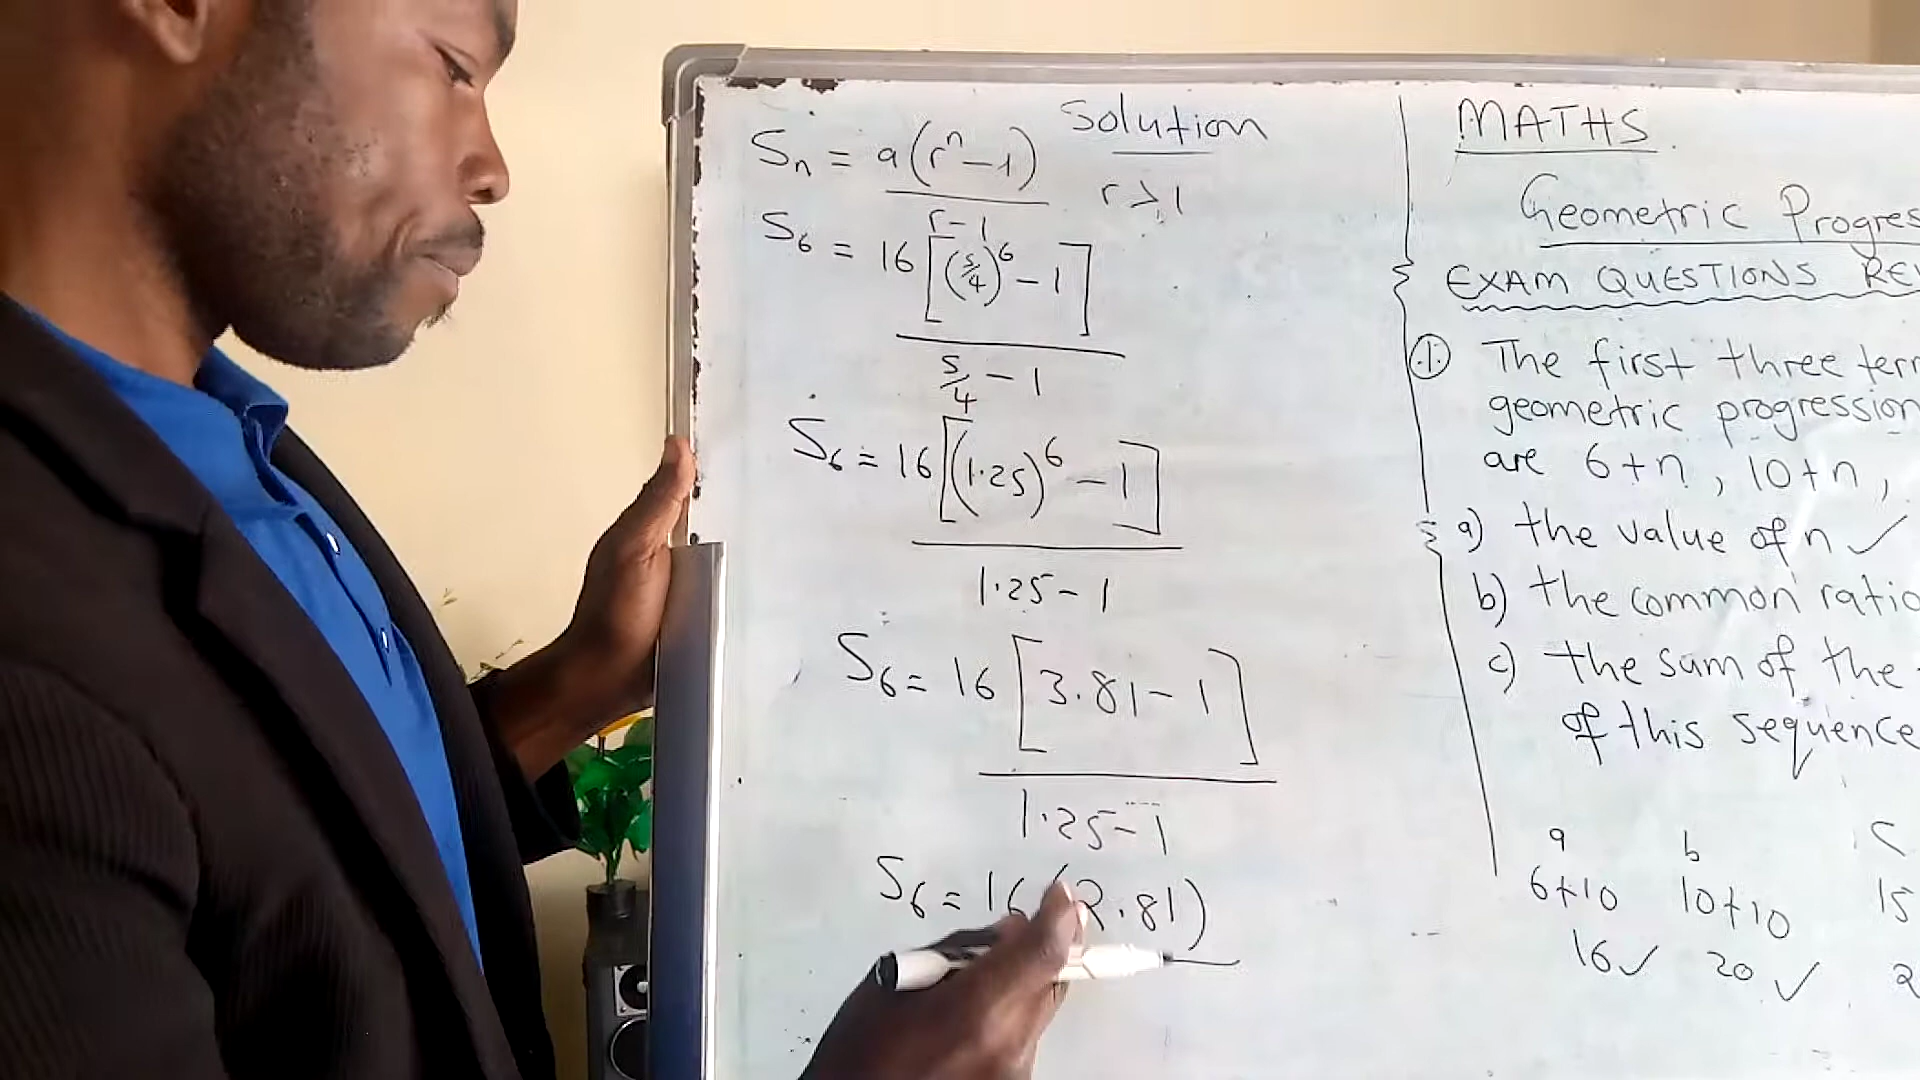 Solution
Sn = a(r^n - 1)
r - 1
r > 1
S6 = 16[(5/4)^6 - 1]
5/4 - 1
S6 = 16[(1.25)^6 - 1]
1.25 - 1
S6 = 16[3.81 - 1]
1.25 - 1
S6 = 16(2.81)
MATHS
Geometric Progres
EXAM QUESTIONS RE
1. The first three ter
geometric progression
are 6+n, 10+n,
a) the value of n ✓
b) the common ratio
c) the sum of the
of this sequence
a b c
6+10 10+10 15
16 ✓ 20 ✓ 2